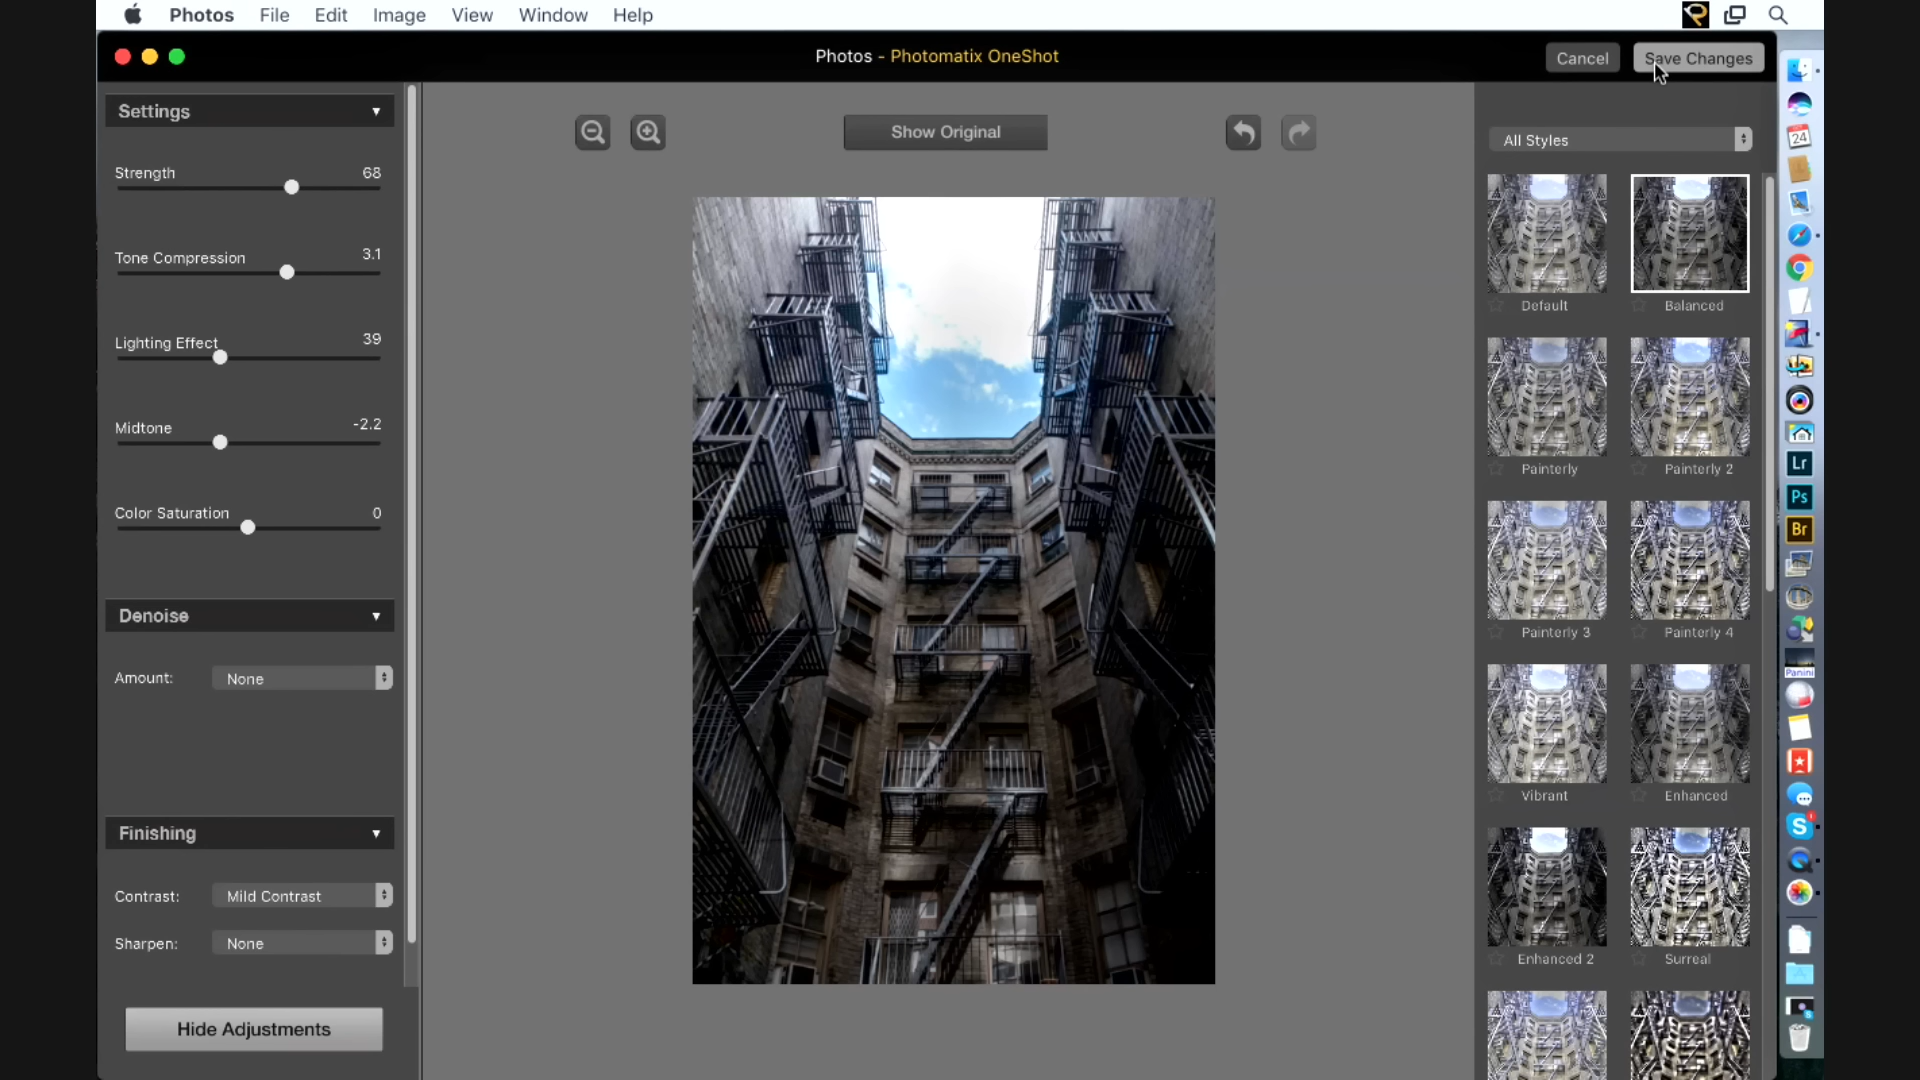 Photos File Edit Image View Window Help
Photos - Photomatix OneShot
Cancel Save Changes
Settings
Strength 68
Tone Compression 3.1
Lighting Effect 39
Midtone -2.2
Color Saturation 0
Denoise
Amount: None
Finishing
Contrast: Mild Contrast
Sharpen: None
Hide Adjustments
Show Original
All Styles
Default Balanced
Painterly Painterly 2
Painterly 3 Painterly 4
Vibrant Enhanced
Enhanced 2 Surreal
24
Lr
Ps
Br
Panini
S